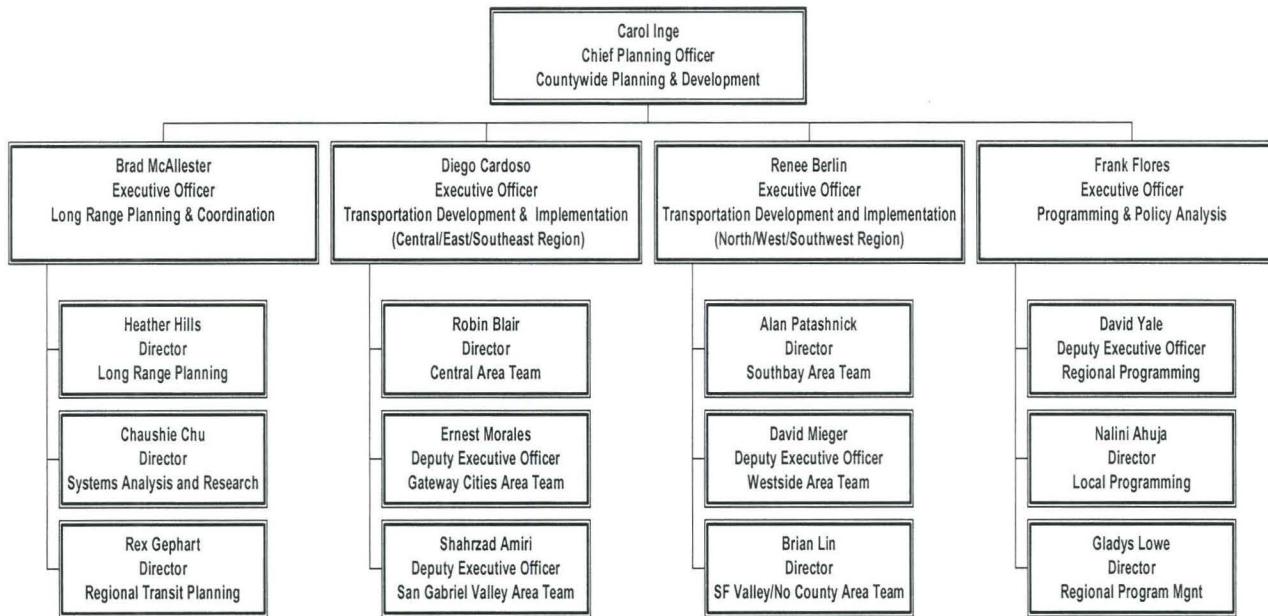 Carol Inge
Chief Planning Officer
Countywide Planning & Development
Brad McAllester
Executive Officer
Long Range Planning & Coordination
Diego Cardoso
Executive Officer
Transportation Development & Implementation
(Central/East/Southeast Region)
Renee Berlin
Executive Officer
Transportation Development and Implementation
(North/West/Southwest Region)
Frank Flores
Executive Officer
Programming & Policy Analysis
Heather Hills
Director
Long Range Planning
Chaushie Chu
Director
Systems Analysis and Research
Rex Gephart
Director
Regional Transit Planning
Robin Blair
Director
Central Area Team
Ernest Morales
Deputy Executive Officer
Gateway Cities Area Team
Shahrzad Amiri
Deputy Executive Officer
San Gabriel Valley Area Team
Alan Patashnick
Director
Southbay Area Team
David Mieger
Deputy Executive Officer
Westside Area Team
Brian Lin
Director
SF Valley/No County Area Team
David Yale
Deputy Executive Officer
Regional Programming
Nalini Ahuja
Director
Local Programming
Gladys Lowe
Director
Regional Program Mgnt